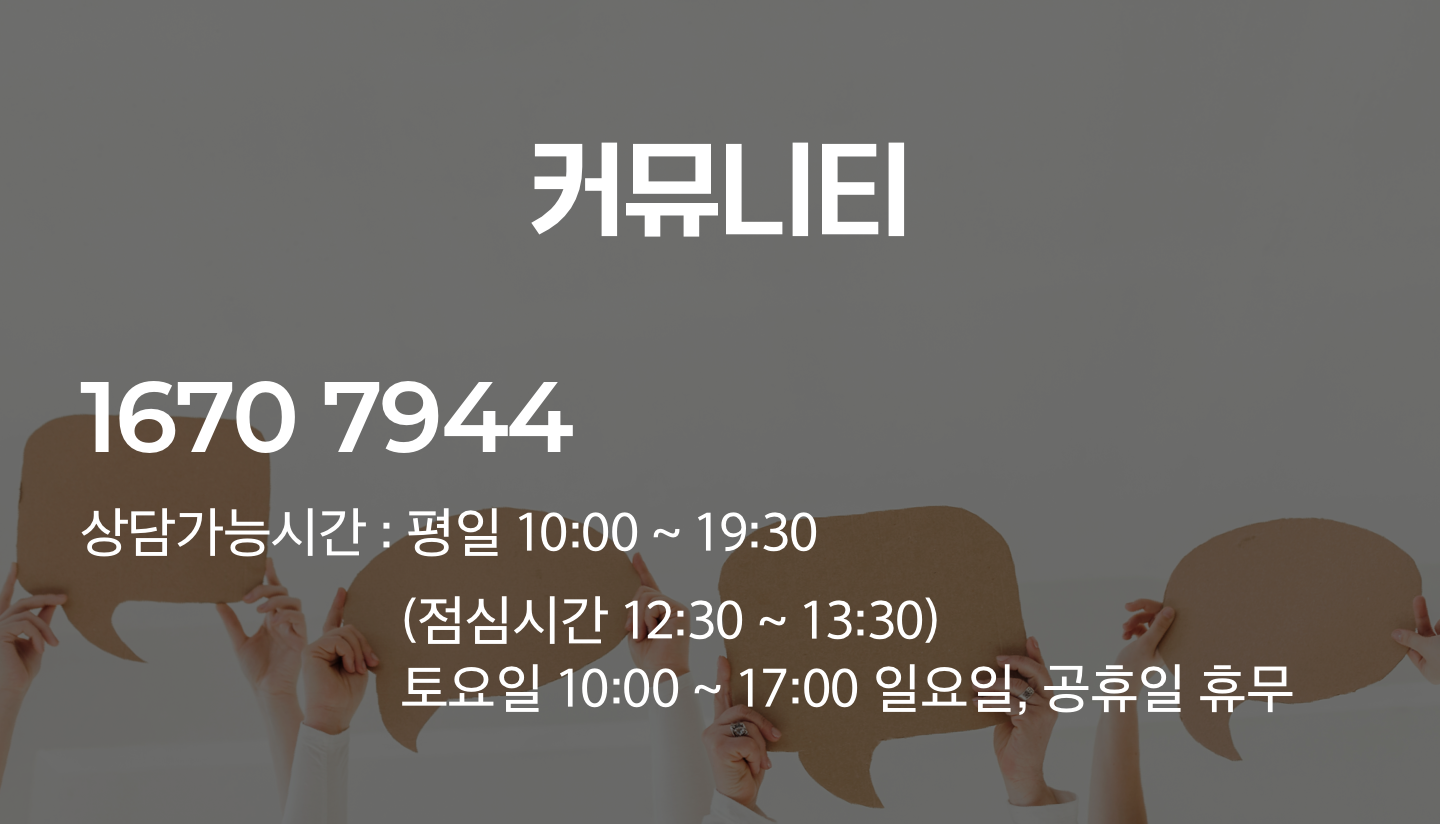 커뮤니티
1670 7944
상담가능시간 : 평일 10:00 ~ 19:30
(점심시간 12:30 ~ 13:30)
토요일 10:00 ~ 17:00 일요일, 공휴일 휴무